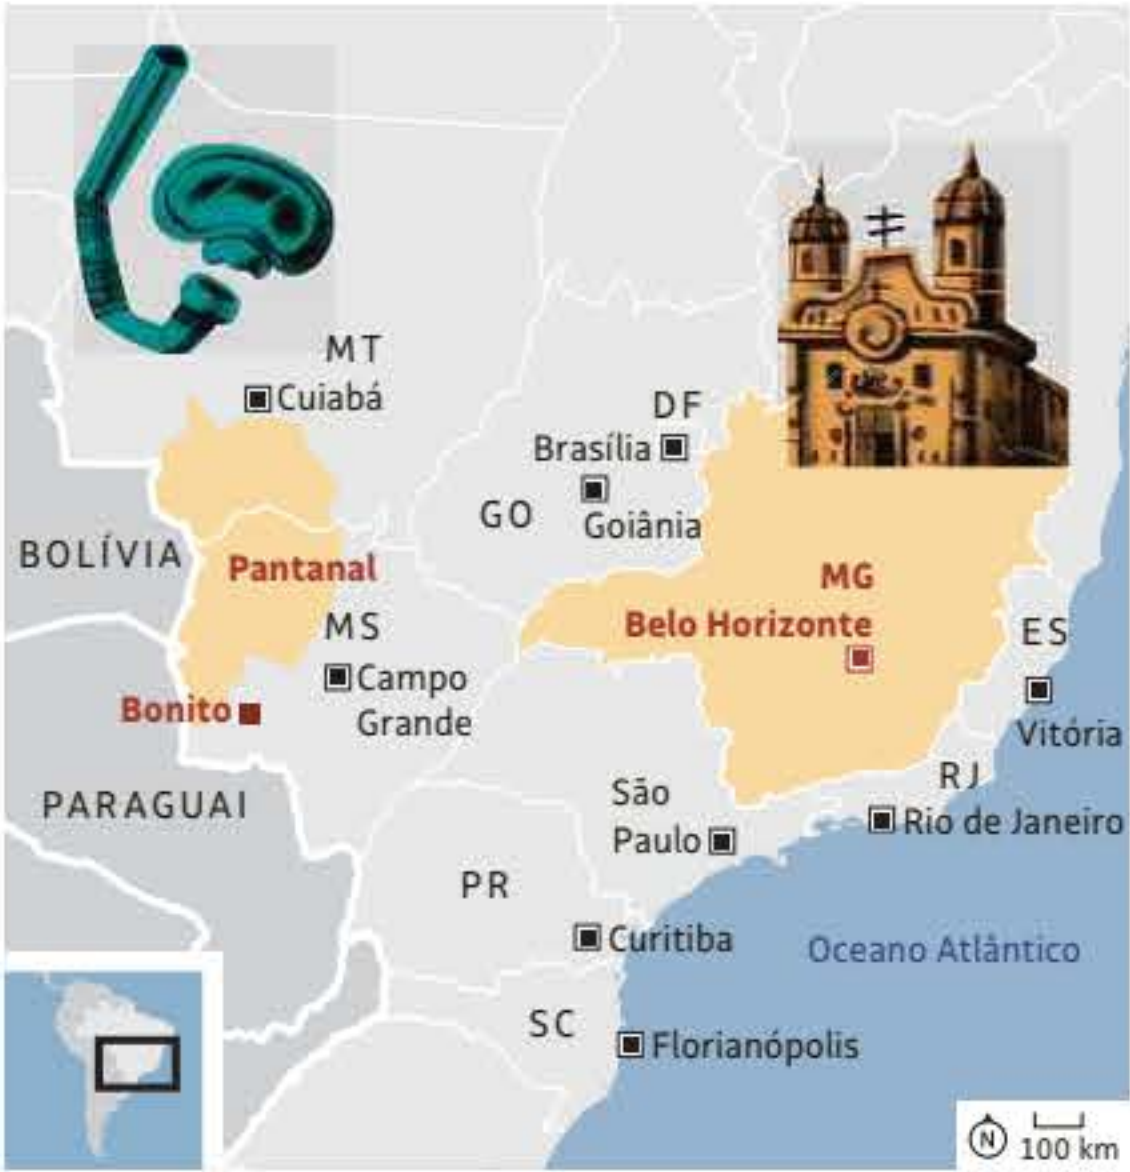 MT
Cuiabá
DF
Brasília
GO
Goiânia
BOLÍVIA
Pantanal
MG
MS
Belo Horizonte
ES
Campo
Grande
Bonito
Vitória
RJ
PARAGUAI
São
Paulo
Rio de Janeiro
PR
Curitiba
Oceano Atlântico
SC
Florianópolis
N
100 km